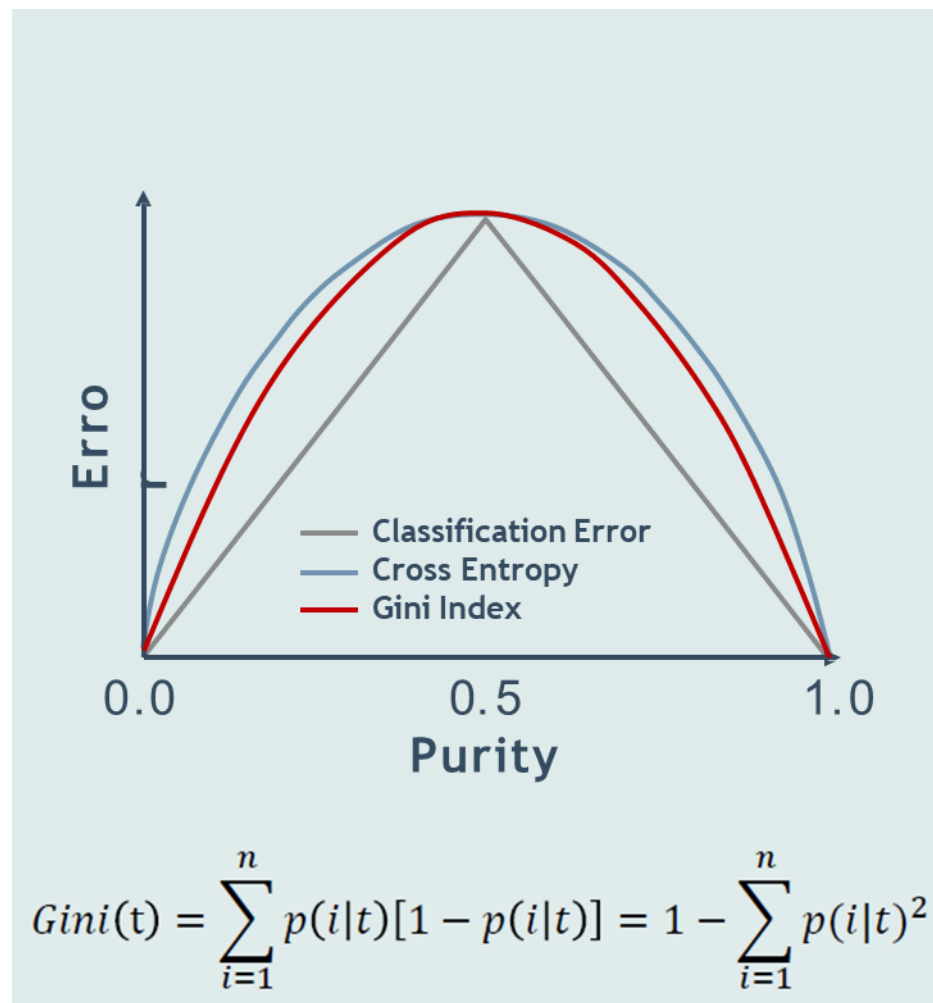 Erro
r
Classification Error
Cross Entropy
Gini Index
0.0 0.5 1.0
Purity
Gini(t) = ∑_{i=1}^{n} p(i|t)[1 − p(i|t)] = 1 − ∑_{i=1}^{n} p(i|t)²